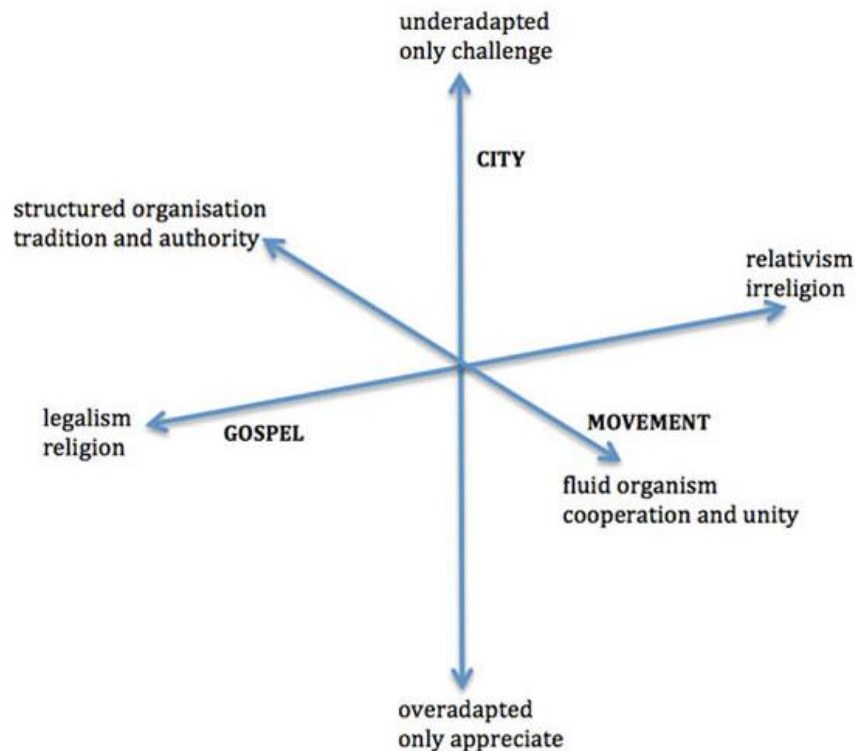 underadapted
only challenge
CITY
structured organisation
tradition and authority
relativism
irreligion
legalism
religion
GOSPEL
MOVEMENT
fluid organism
cooperation and unity
overadapted
only appreciate